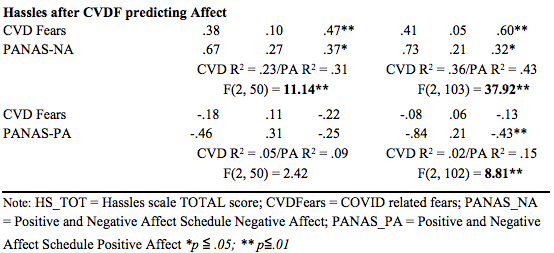 Hassles after CVDF predicting Affect
CVD Fears .38 .10 .47** .41 .05 .60**
PANAS-NA .67 .27 .37* .73 .21 .32*
CVD R² = .23/PA R² = .31 CVD R² = .36/PA R² = .43
F(2, 50) = 11.14** F(2, 103) = 37.92**
CVD Fears -.18 .11 -.22 -.08 .06 -.13
PANAS-PA -.46 .31 -.25 -.84 .21 -.43**
CVD R² = .05/PA R² = .09 CVD R² = .02/PA R² = .15
F(2, 50) = 2.42 F(2, 102) = 8.81**
Note: HS_TOT = Hassles scale TOTAL score; CVDFears = COVID related fears; PANAS_NA
= Positive and Negative Affect Schedule Negative Affect; PANAS_PA = Positive and Negative
Affect Schedule Positive Affect *p ≦ .05; **p≦.01